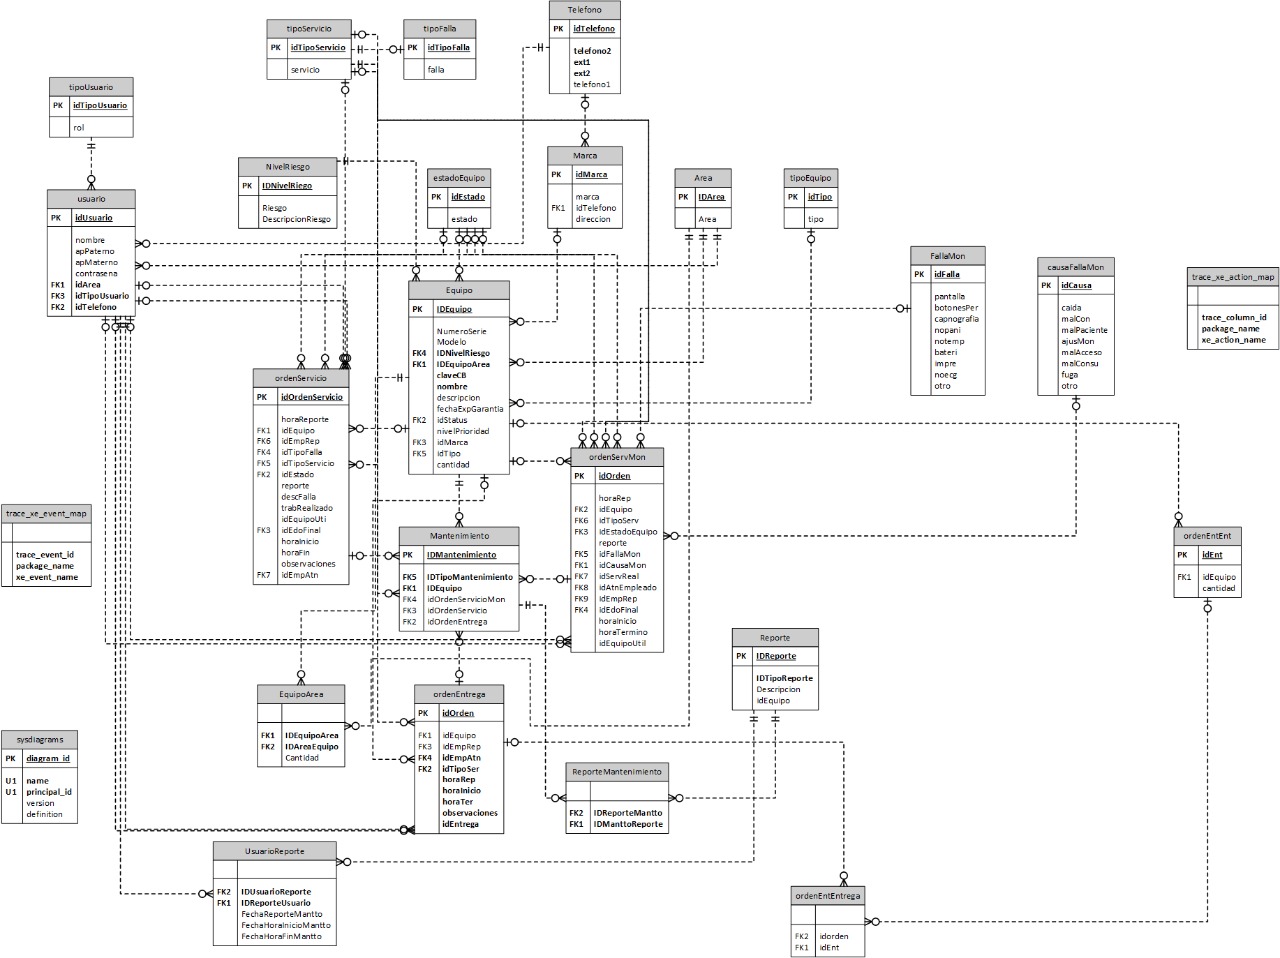 Telefono
PK idTelefono
telefono2
ext1
ext2
telefono1
tipoServicio
PK idTipoServicio
servicio
tipoFalla
PK idTipoFalla
falla
tipoUsuario
PK idTipoUsuario
rol
NivelRiesgo
PK IDNivelRiego
Riesgo
DescripcionRiesgo
estadoEquipo
PK idEstado
estado
Marca
PK idMarca
marca
FK1 idTelefono
direccion
Area
PK IDArea
Area
tipoEquipo
PK idTipo
tipo
usuario
PK idUsuario
nombre
apPaterno
apMaterno
contrasena
FK1 idArea
FK3 idTipoUsuario
FK2 idTelefono
FallaMon
PK idFalla
pantalla
botonesPer
capnografia
nopani
notemp
bateri
impre
noecg
otro
causaFallaMon
PK idCausa
caida
malCon
malPaciente
ajusMon
malAcceso
malConsu
fuga
otro
trace_xe_action_map
trace_column_id
package_name
xe_action_name
Equipo
PK IDEquipo
NumeroSerie
Modelo
FK4 IDNivelRiesgo
FK1 IDEquipoArea
claveCB
nombre
descripcion
fechaExpGarantia
FK2 idStatus
nivelPrioridad
FK3 idMarca
FK5 idTipo
cantidad
ordenServicio
PK idOrdenServicio
horaReporte
FK1 idEquipo
FK6 idEmpRep
FK4 idTipoFalla
FK5 idTipoServicio
FK2 idEstado
reporte
descFalla
trabRealizado
idEquipoUti
FK3 idEdoFinal
horaInicio
horaFin
observaciones
FK7 idEmpAtn
ordenServMon
PK idOrden
horaRep
FK2 idEquipo
FK6 idTipoServ
FK3 idEstadoEquipo
reporte
FK5 idFallaMon
FK1 idCausaMon
FK7 idServReal
FK8 idAtnEmpleado
FK9 idEmpRep
FK4 idEdoFinal
horaInicio
horaTermino
idEquipoUtil
trace_xe_event_map
trace_event_id
package_name
xe_event_name
Mantenimiento
PK IDMantenimiento
FK5 IDTipoMantenimiento
FK1 IDEquipo
FK4 idOrdenServicioMon
FK3 idOrdenServicio
FK2 idOrdenEntrega
ordenEntEnt
PK idEnt
FK1 idEquipo
cantidad
Reporte
PK IDReporte
IDTipoReporte
Descripcion
idEquipo
EquipoArea
FK1 IDEquipoArea
FK2 IDAreaEquipo
Cantidad
ordenEntrega
PK idOrden
FK1 idEquipo
FK3 idEmpRep
FK4 idEmpAtn
FK2 idTipoSer
horaRep
horaInicio
horaTer
observaciones
idEntrega
sysdiagrams
PK diagram_id
U1 name
U1 principal_id
version
definition
ReporteMantenimiento
FK2 IDReporteMantto
FK1 IDManttoReporte
UsuarioReporte
FK2 IDUsuarioReporte
FK1 IDReporteUsuario
FechaReporteMantto
FechaHoraInicioMantto
FechaHoraFinMantto
ordenEntEntrega
FK2 idorden
FK1 idEnt